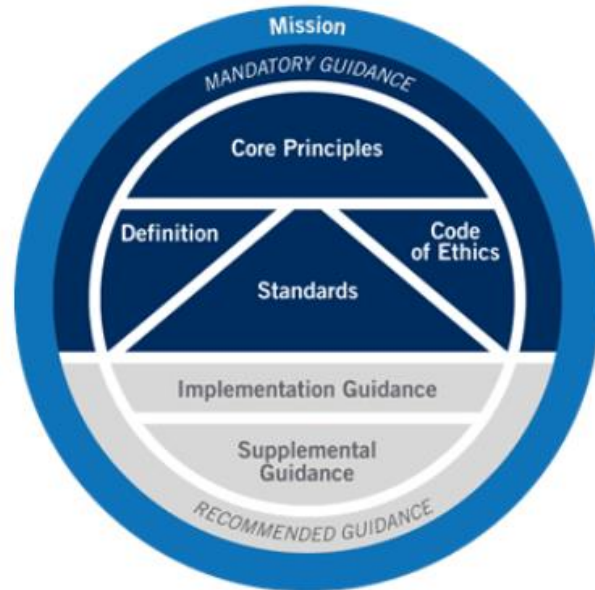 Mission
MANDATORY GUIDANCE
Core Principles
Definition
Code
of Ethics
Standards
Implementation Guidance
Supplemental
Guidance
RECOMMENDED GUIDANCE